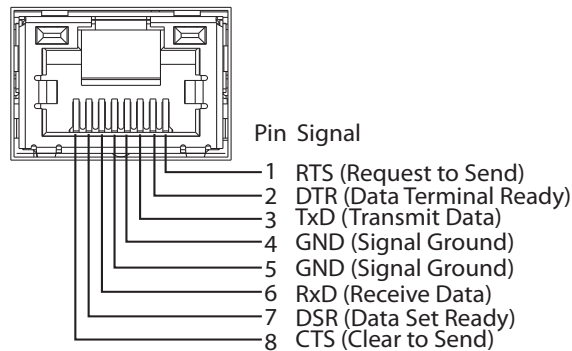 Pin Signal
1 RTS (Request to Send)
2 DTR (Data Terminal Ready)
3 TxD (Transmit Data)
4 GND (Signal Ground)
5 GND (Signal Ground)
6 RxD (Receive Data)
7 DSR (Data Set Ready)
8 CTS (Clear to Send)